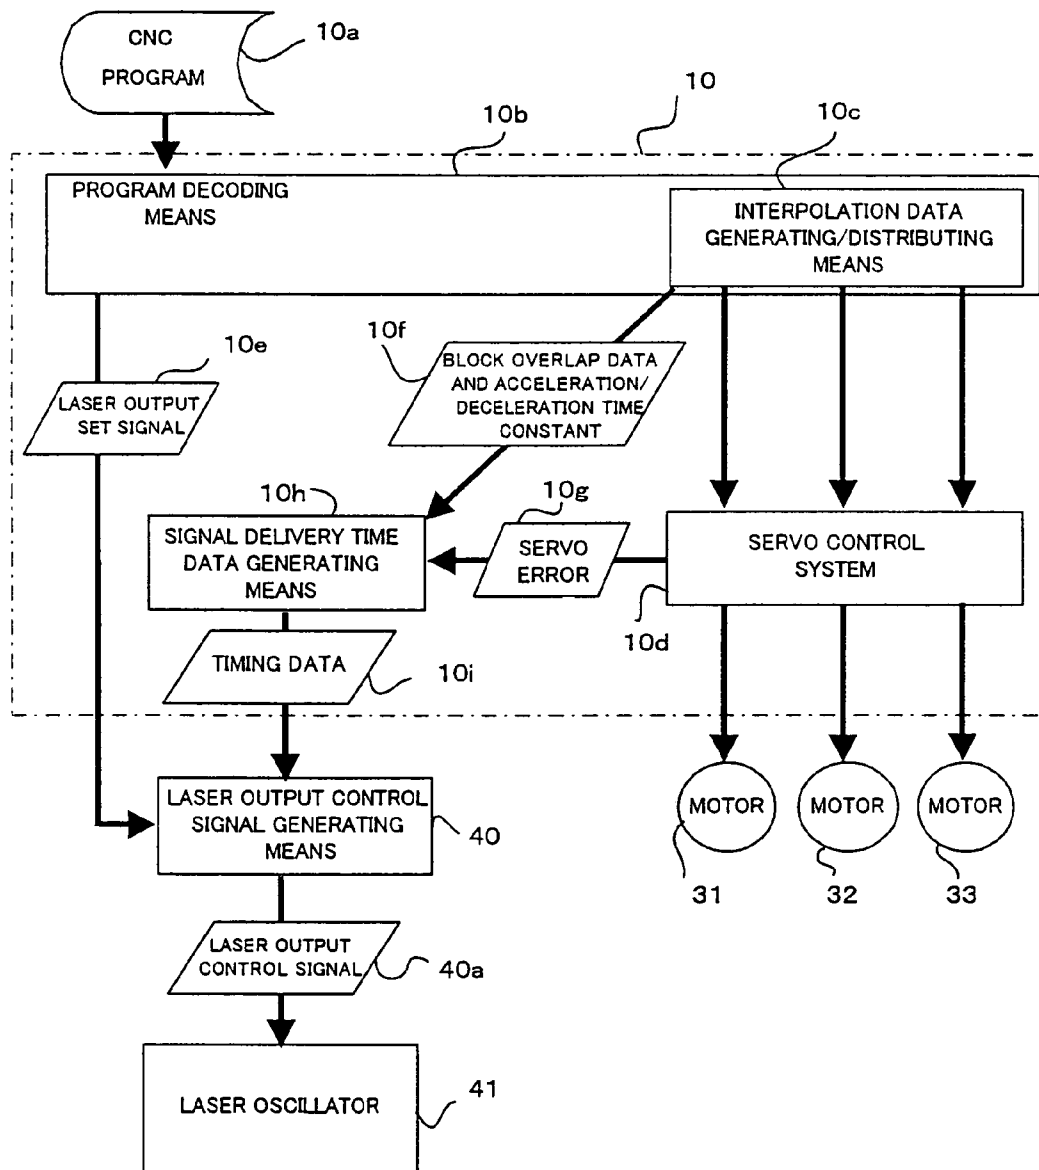 CNC
PROGRAM
10a
10
10b
10c
PROGRAM DECODING
MEANS
INTERPOLATION DATA
GENERATING/DISTRIBUTING
MEANS
10f
10e
BLOCK OVERLAP DATA
AND ACCELERATION/
DECELERATION TIME
CONSTANT
LASER OUTPUT
SET SIGNAL
10h
10g
SIGNAL DELIVERY TIME
DATA GENERATING
MEANS
SERVO
ERROR
SERVO CONTROL
SYSTEM
10d
TIMING DATA
10i
LASER OUTPUT CONTROL
SIGNAL GENERATING
MEANS
40
MOTOR
MOTOR
MOTOR
31
32
33
LASER OUTPUT
CONTROL SIGNAL
40a
LASER OSCILLATOR
41